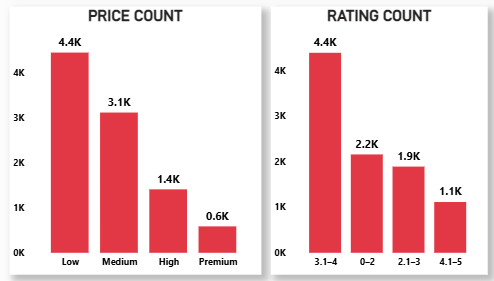 PRICE COUNT
4.4K
3.1K
1.4K
0.6K
4K
3K
2K
1K
0K
Low Medium High Premium
RATING COUNT
4.4K
2.2K
1.9K
1.1K
4K
3K
2K
1K
0K
3.1–4 0–2 2.1–3 4.1–5